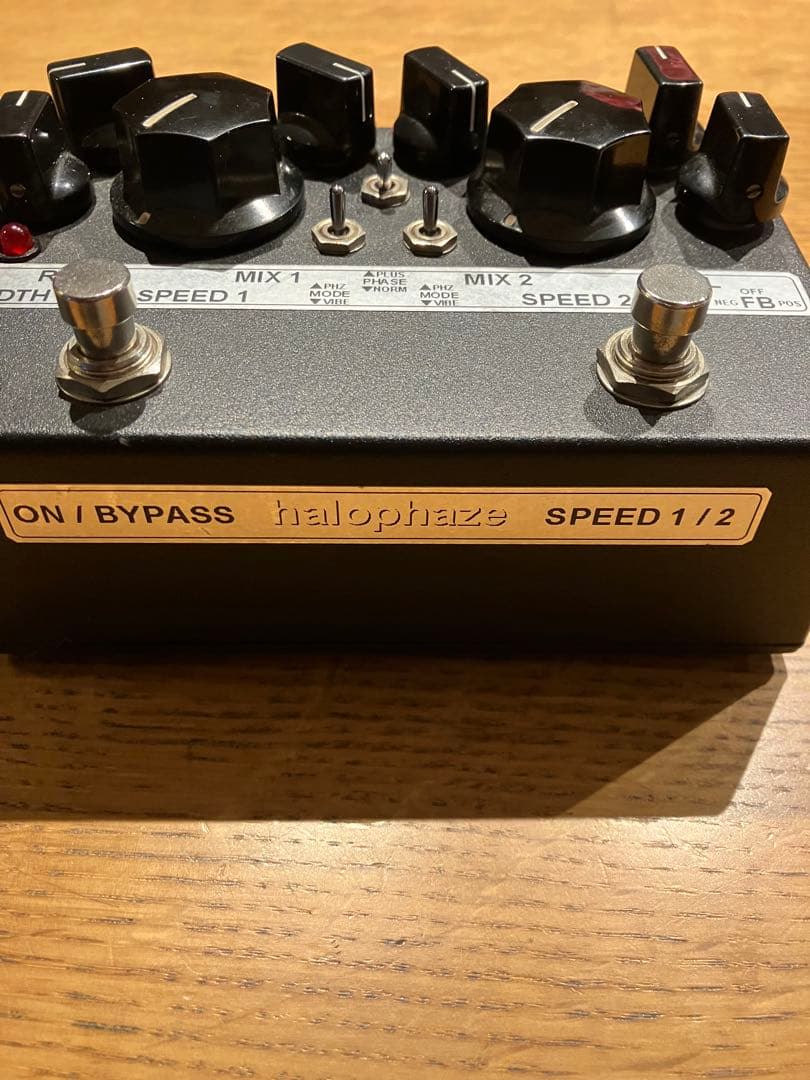 MIX 1
SPEED 1
▲PHZ
MODE
▼VIBE
▲PLUS
PHASE
▼NORM
▲PHZ
MODE
▼VIBE
MIX 2
SPEED 2
OFF
NEG FB POS
ON / BYPASS halophaze SPEED 1 / 2